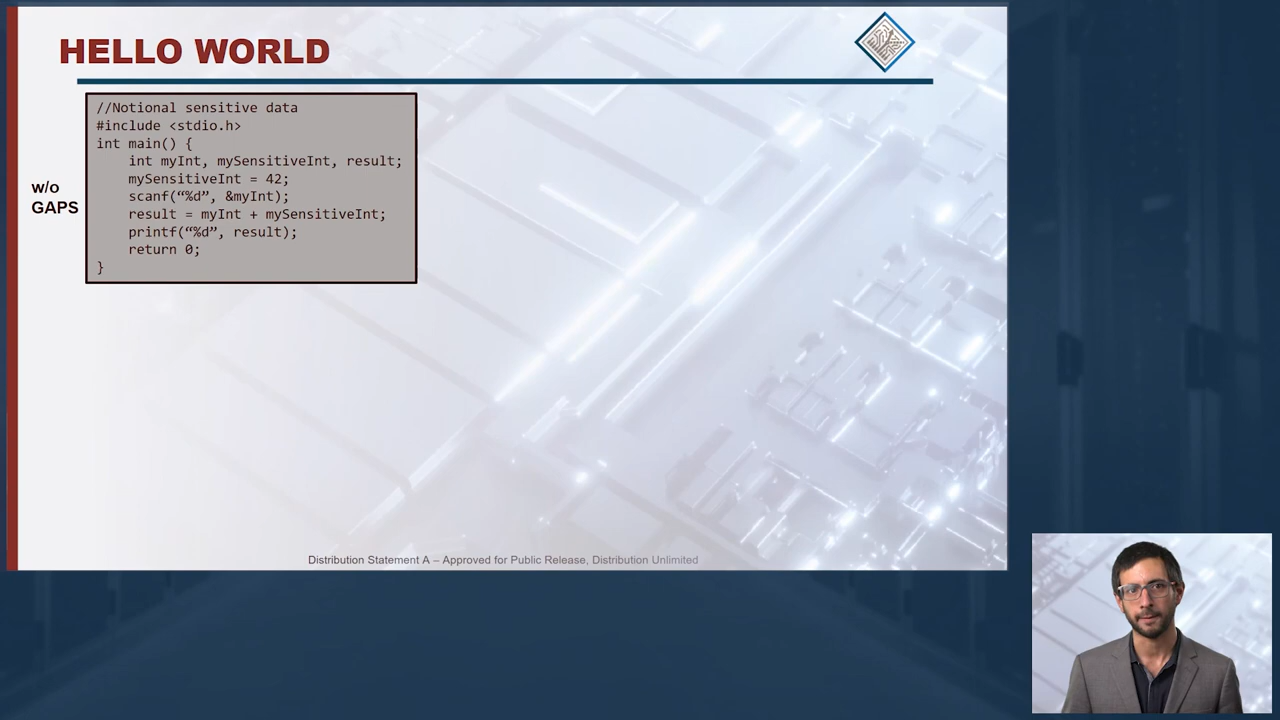 HELLO WORLD
//Notional sensitive data
#include <stdio.h>
int main() {
    int myInt, mySensitiveInt, result;
    mySensitiveInt = 42;
    scanf(“%d”, &myInt);
    result = myInt + mySensitiveInt;
    printf(“%d”, result);
    return 0;
}
w/o
GAPS
Distribution Statement A – Approved for Public Release, Distribution Unlimited